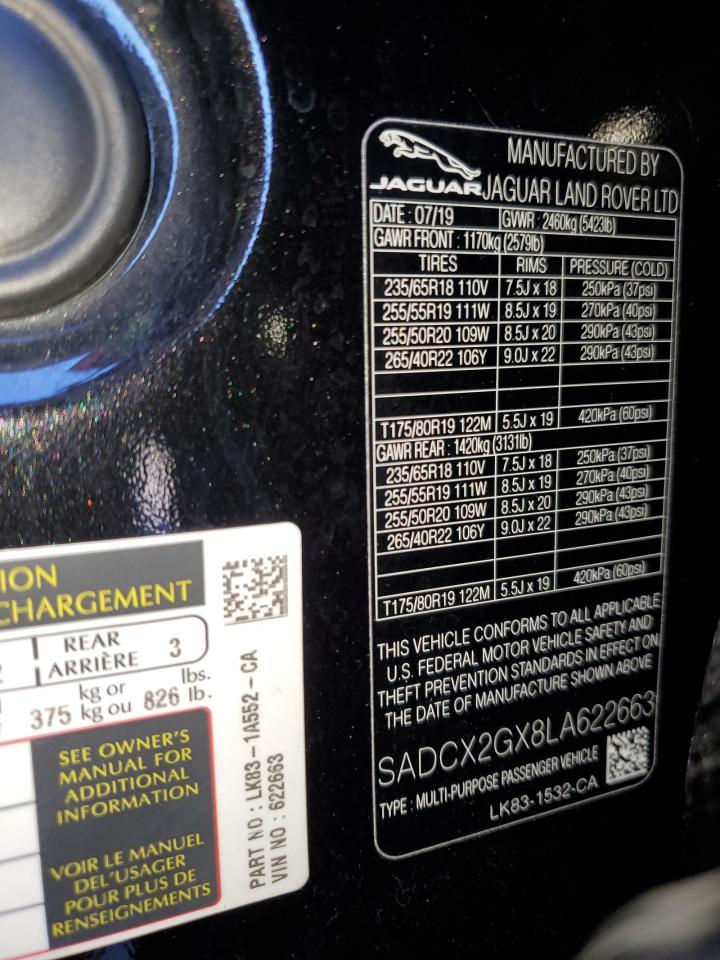 JAGUAR
MANUFACTURED BY
JAGUAR LAND ROVER LTD
DATE : 07/19 GVWR : 2460kg (5423lb)
GAWR FRONT : 1170kg (2579lb)
TIRES RIMS PRESSURE (COLD)
235/65R18 110V 7.5J x 18 250kPa (37psi)
255/55R19 111W 8.5J x 19 270kPa (40psi)
255/50R20 109W 8.5J x 20 290kPa (43psi)
265/40R22 106Y 9.0J x 22 290kPa (43psi)
T175/80R19 122M 5.5J x 19 420kPa (60psi)
GAWR REAR : 1420kg (3131lb)
235/65R18 110V 7.5J x 18 250kPa (37psi)
255/55R19 111W 8.5J x 19 270kPa (40psi)
255/50R20 109W 8.5J x 20 290kPa (43psi)
265/40R22 106Y 9.0J x 22 290kPa (43psi)
T175/80R19 122M 5.5J x 19 420kPa (60psi)
THIS VEHICLE CONFORMS TO ALL APPLICABLE
U.S. FEDERAL MOTOR VEHICLE SAFETY AND
THEFT PREVENTION STANDARDS IN EFFECT ON
THE DATE OF MANUFACTURE SHOWN ABOVE
SADCX2GX8LA622663
TYPE : MULTI-PURPOSE PASSENGER VEHICLE
LK83-1532-CA
ION
CHARGEMENT
2 REAR 3
ARRIÈRE
kg or lbs.
375 kg ou 826 lb.
SEE OWNER'S
MANUAL FOR
ADDITIONAL
INFORMATION
VOIR LE MANUEL
DEL'USAGER
POUR PLUS DE
RENSEIGNEMENTS
PART NO : LK83-1A552-CA
VIN NO : 622663